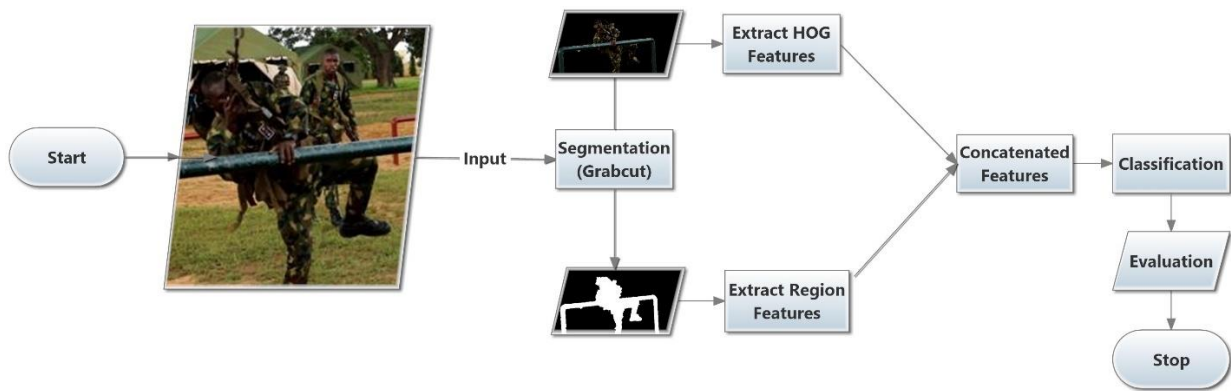 Start
Input
Segmentation
(Grabcut)
Extract HOG
Features
Extract Region
Features
Concatenated
Features
Classification
Evaluation
Stop